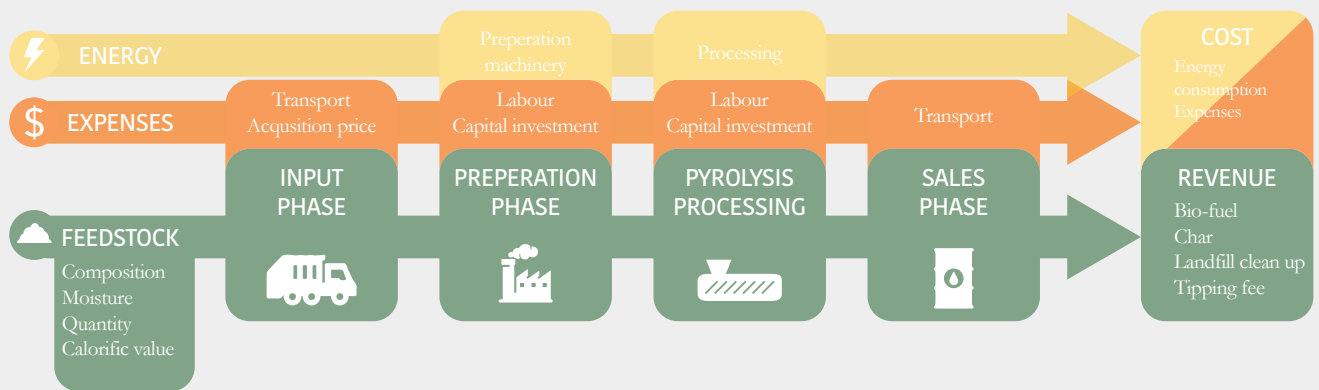 ENERGY
Preperation
machinery
Processing
COST
Energy
consumption
Expenses
$ EXPENSES
Transport
Acqusition price
Labour
Capital investment
Labour
Capital investment
Transport
INPUT
PHASE
PREPERATION
PHASE
PYROLYSIS
PROCESSING
SALES
PHASE
REVENUE
Bio-fuel
Char
Landfill clean up
Tipping fee
FEEDSTOCK
Composition
Moisture
Quantity
Calorific value